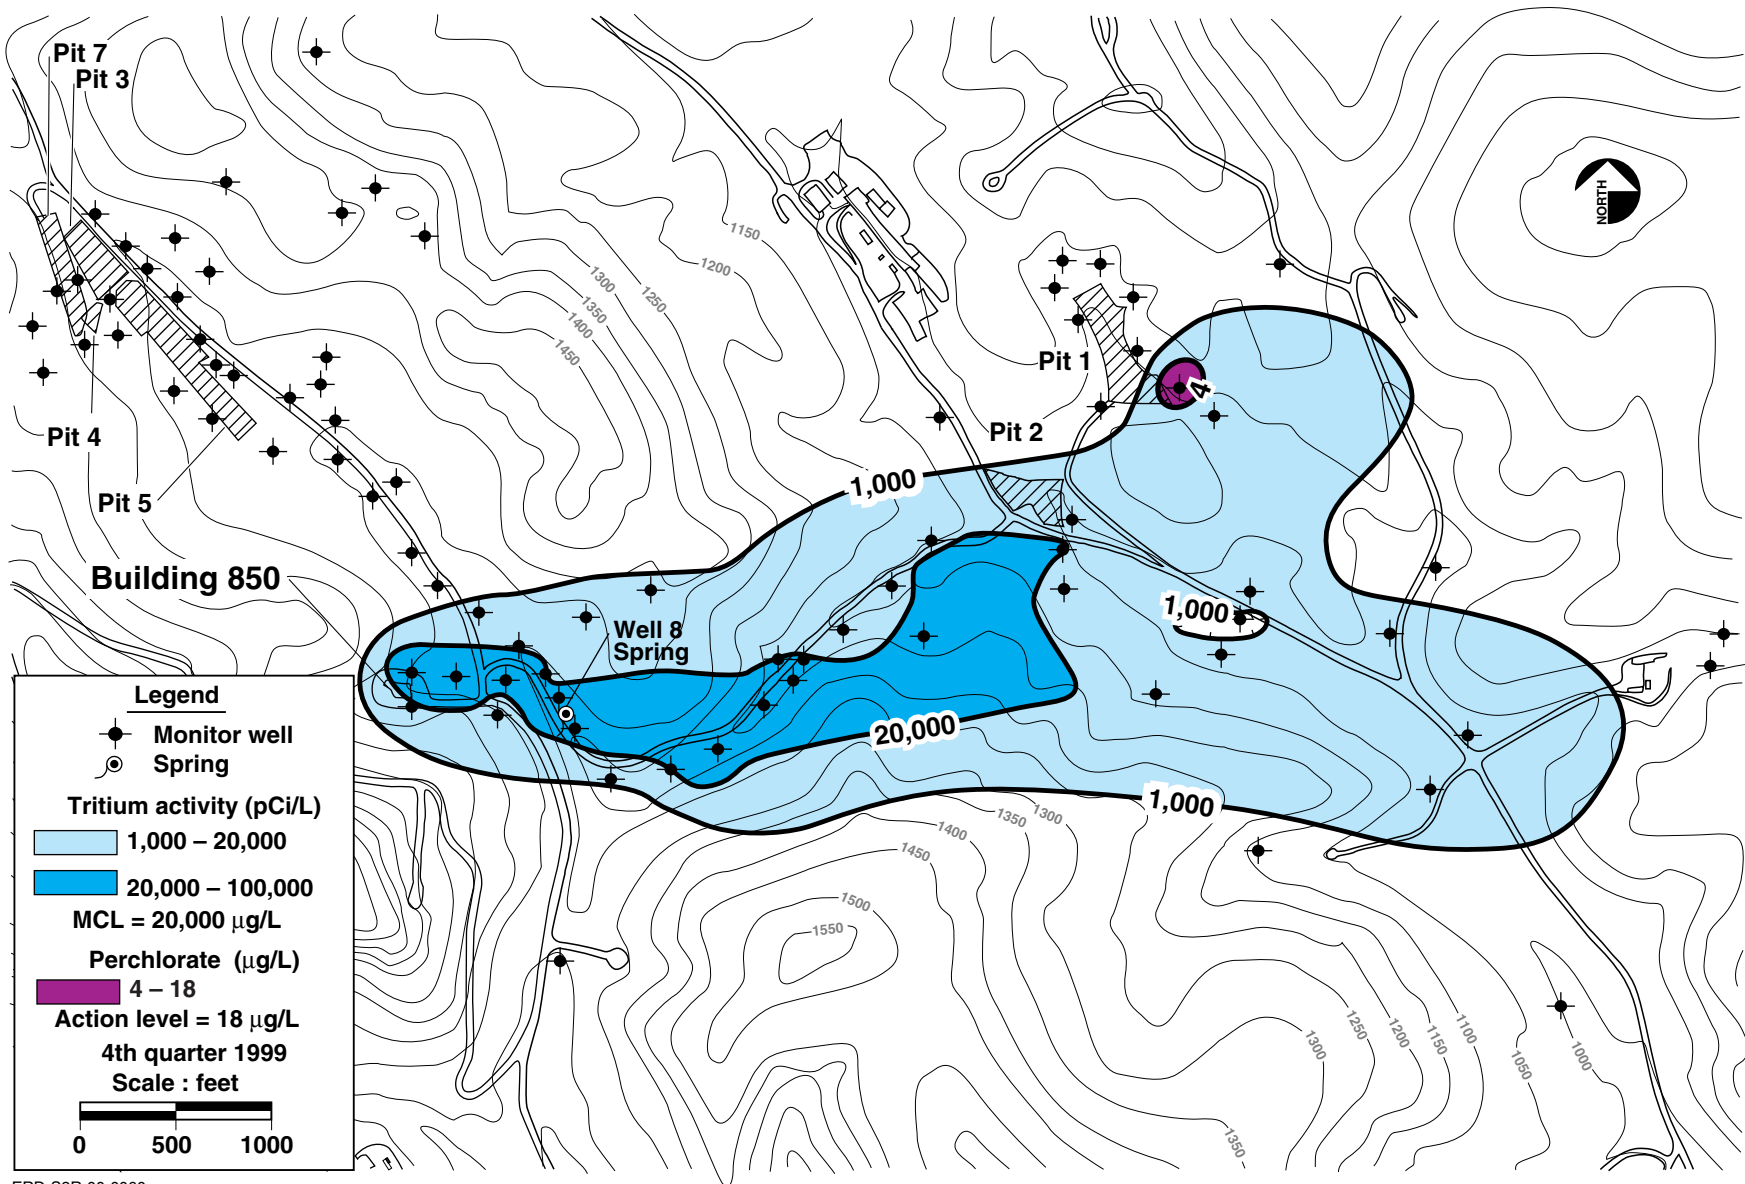 Pit 7
Pit 3
NORTH
1150
1200
1300
1250
1350
1400
1450
Pit 1
4
Pit 4
Pit 2
1,000
Pit 5
Building 850
1,000
Well 8
Spring
20,000
1,000
Legend
Monitor well
Spring
Tritium activity (pCi/L)
1,000 – 20,000
20,000 – 100,000
MCL = 20,000 µg/L
Perchlorate (µg/L)
4 – 18
Action level = 18 µg/L
4th quarter 1999
Scale : feet
0 500 1000
1300
1350
1400
1450
1500
1550
1300
1250
1200
1150
1100
1050
1000
1350